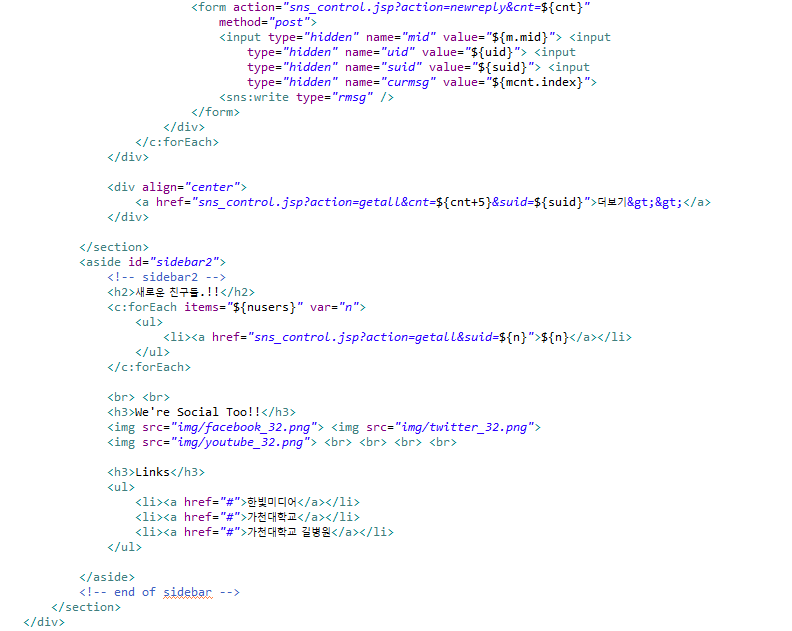 <form action="sns_control.jsp?action=newreply&cnt=${cnt}"
method="post">
<input type="hidden" name="mid" value="${m.mid}"> <input
type="hidden" name="uid" value="${uid}"> <input
type="hidden" name="suid" value="${suid}"> <input
type="hidden" name="curmsg" value="${mcnt.index}">
<sns:write type="rmsg" />
</form>
</div>
</c:forEach>
</div>
<div align="center">
<a href="sns_control.jsp?action=getall&cnt=${cnt+5}&suid=${suid}">더보기&gt;&gt;</a>
</div>
</section>
<aside id="sidebar2">
<!-- sidebar2 -->
<h2>새로운 친구들.!!</h2>
<c:forEach items="${nusers}" var="n">
<ul>
<li><a href="sns_control.jsp?action=getall&suid=${n}">${n}</a></li>
</ul>
</c:forEach>
<br> <br>
<h3>We're Social Too!!</h3>
<img src="img/facebook_32.png"> <img src="img/twitter_32.png">
<img src="img/youtube_32.png"> <br> <br> <br> <br>
<h3>Links</h3>
<ul>
<li><a href="#">한빛미디어</a></li>
<li><a href="#">가천대학교</a></li>
<li><a href="#">가천대학교 길병원</a></li>
</ul>
</aside>
<!-- end of sidebar -->
</section>
</div>